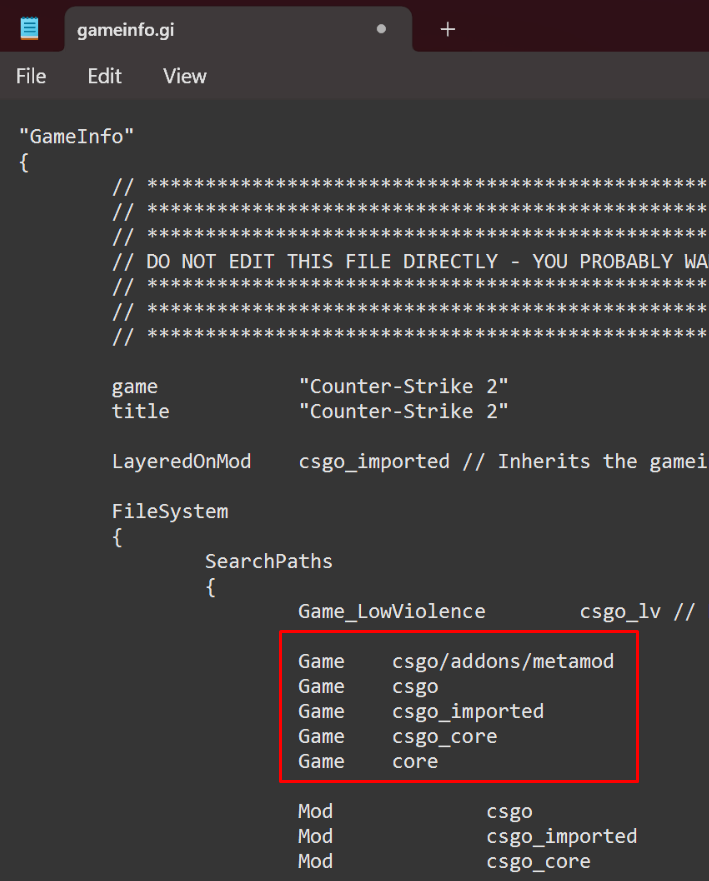 gameinfo.gi
File Edit View
"GameInfo"
{
// ************************************************
// ************************************************
// ************************************************
// DO NOT EDIT THIS FILE DIRECTLY - YOU PROBABLY WA
// ************************************************
// ************************************************
// ************************************************
game "Counter-Strike 2"
title "Counter-Strike 2"
LayeredOnMod csgo_imported // Inherits the gamei
FileSystem
{
SearchPaths
{
Game_LowViolence csgo_lv //
Game csgo/addons/metamod
Game csgo
Game csgo_imported
Game csgo_core
Game core
Mod csgo
Mod csgo_imported
Mod csgo_core